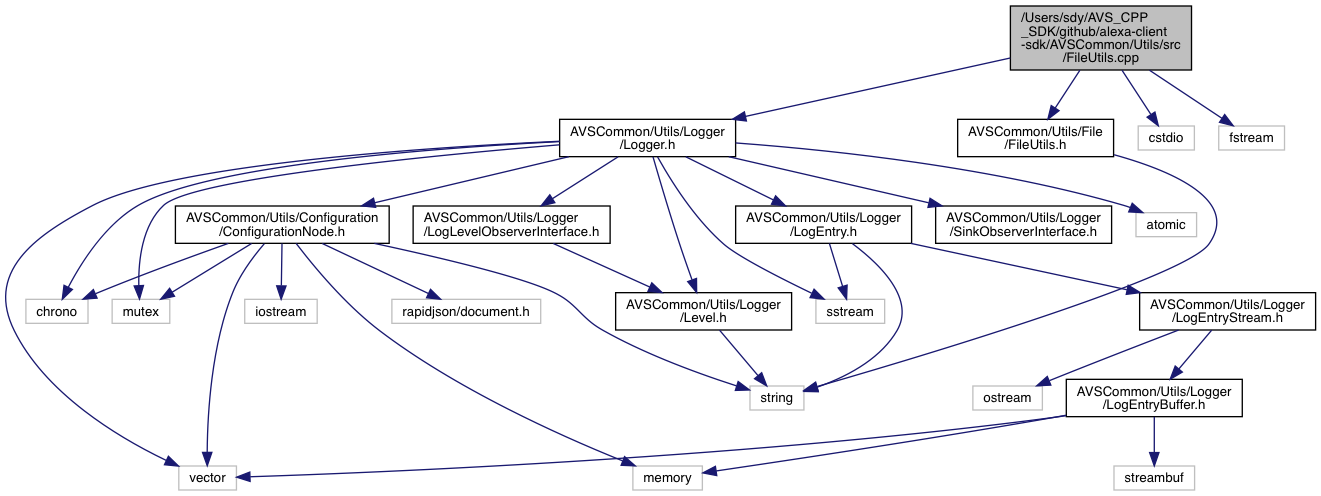 /Users/sdy/AVS_CPP
_SDK/github/alexa-client
-sdk/AVSCommon/Utils/src
/FileUtils.cpp
AVSCommon/Utils/Logger
/Logger.h
AVSCommon/Utils/File
/FileUtils.h
cstdio
fstream
AVSCommon/Utils/Configuration
/ConfigurationNode.h
AVSCommon/Utils/Logger
/LogLevelObserverInterface.h
AVSCommon/Utils/Logger
/LogEntry.h
AVSCommon/Utils/Logger
/SinkObserverInterface.h
atomic
chrono
mutex
iostream
rapidjson/document.h
AVSCommon/Utils/Logger
/Level.h
sstream
AVSCommon/Utils/Logger
/LogEntryStream.h
string
ostream
AVSCommon/Utils/Logger
/LogEntryBuffer.h
vector
memory
streambuf